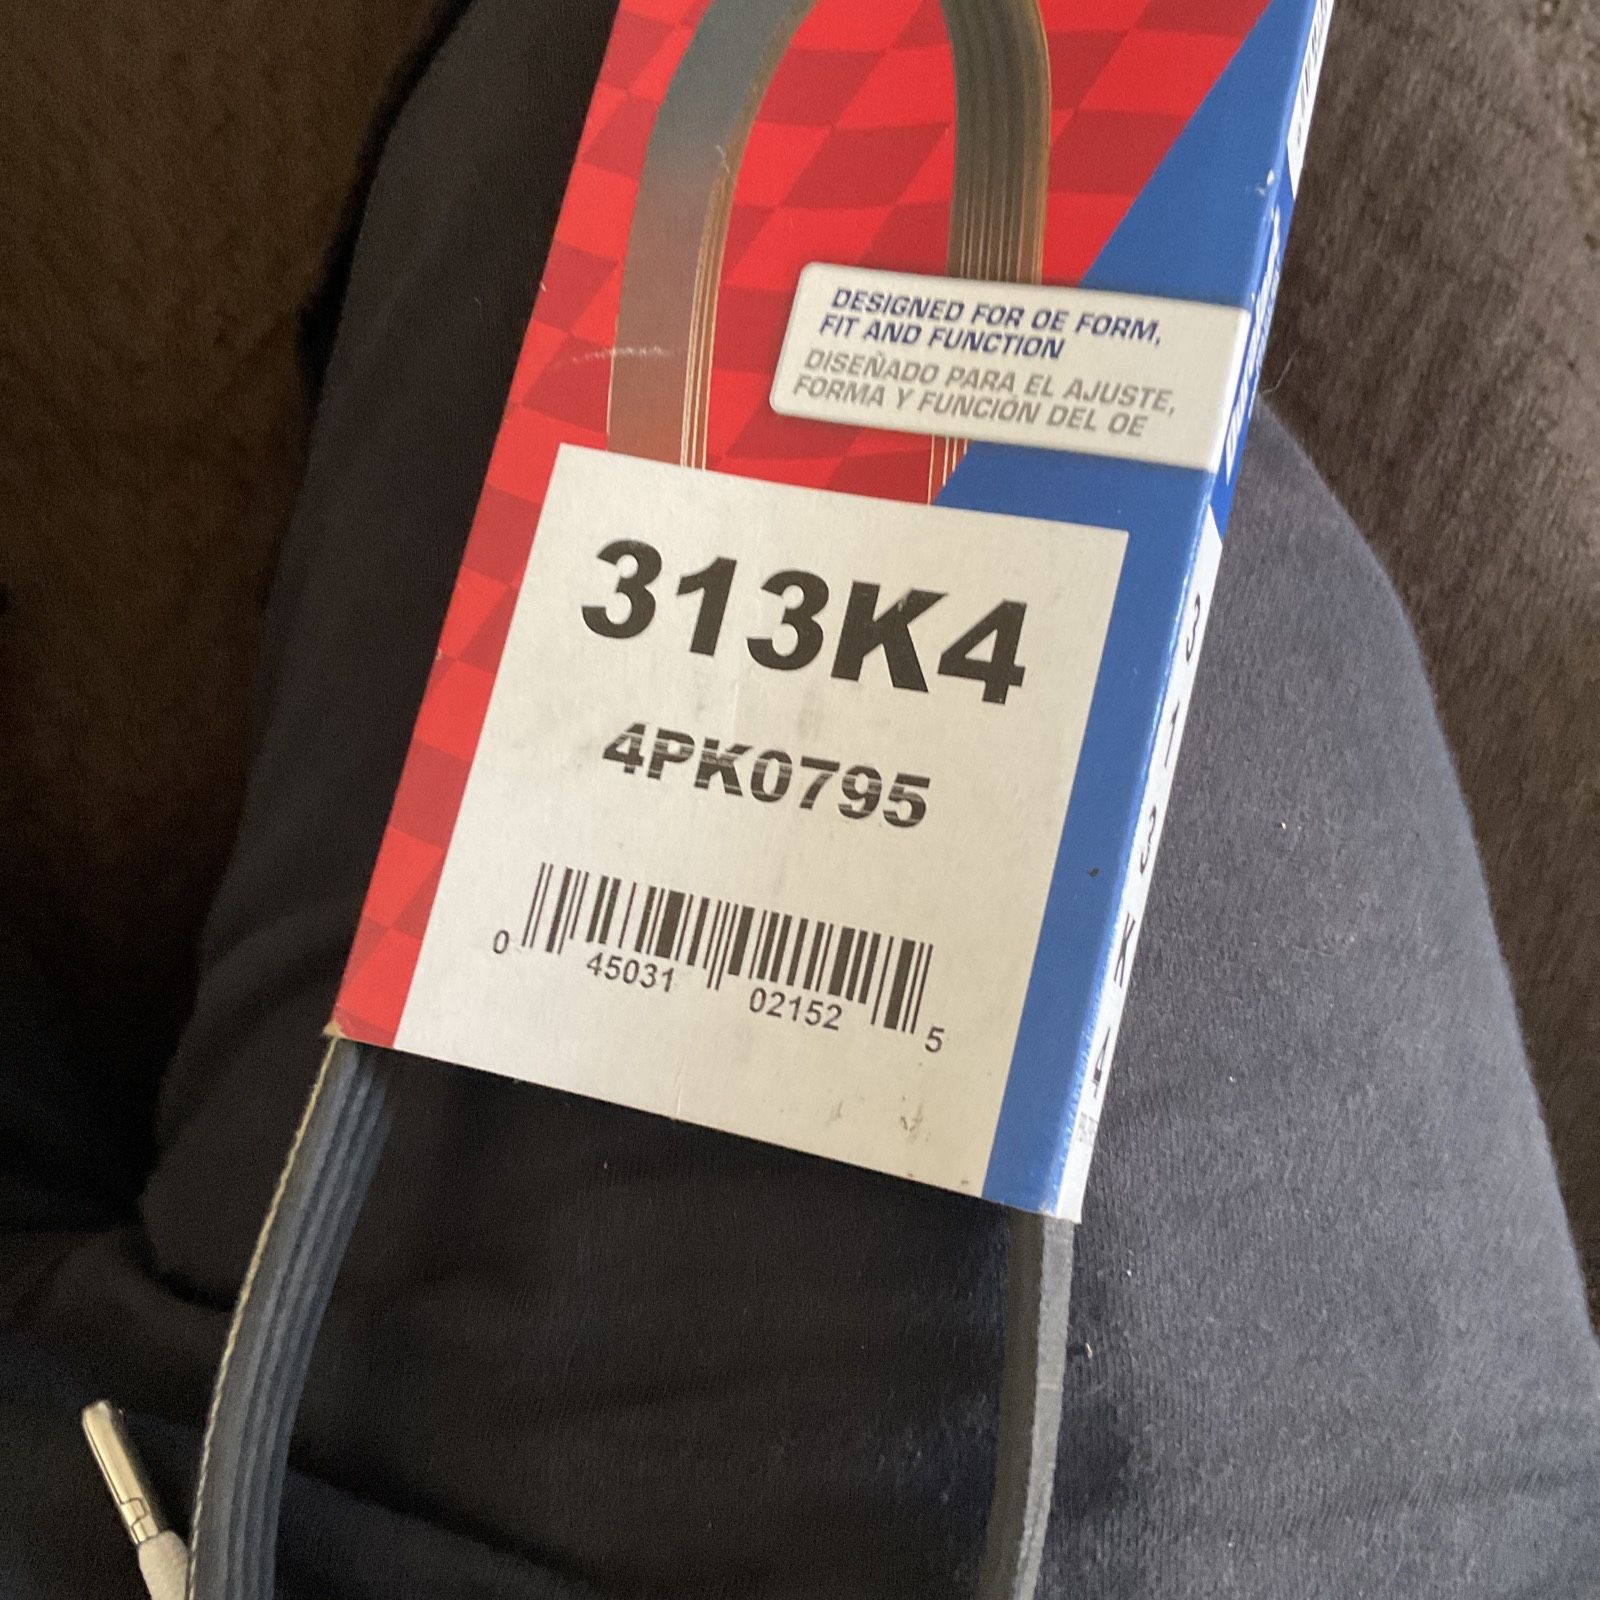 DESIGNED FOR OE FORM,
FIT AND FUNCTION
DISEÑADO PARA EL AJUSTE,
FORMA Y FUNCIÓN DEL OE
313K4
4PK0795
0 45031 02152 5
313K4